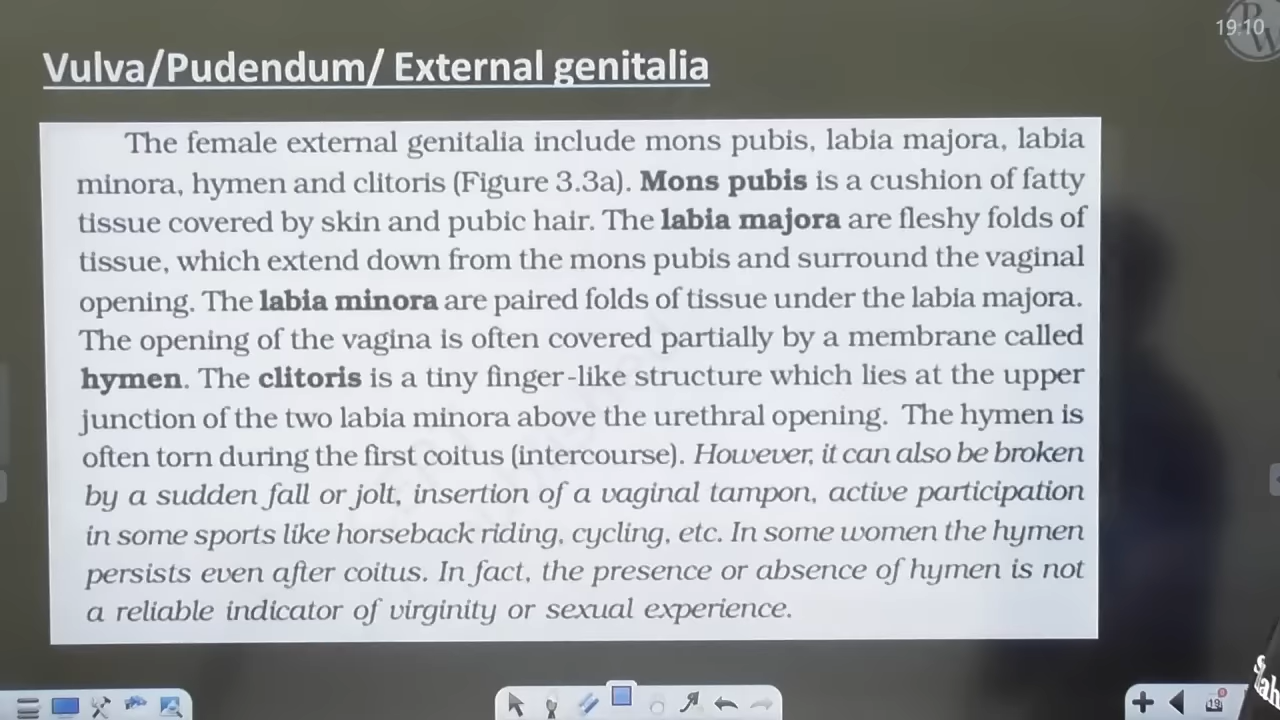 19:10
Vulva/Pudendum/ External genitalia
The female external genitalia include mons pubis, labia majora, labia
minora, hymen and clitoris (Figure 3.3a). Mons pubis is a cushion of fatty
tissue covered by skin and pubic hair. The labia majora are fleshy folds of
tissue, which extend down from the mons pubis and surround the vaginal
opening. The labia minora are paired folds of tissue under the labia majora.
The opening of the vagina is often covered partially by a membrane called
hymen. The clitoris is a tiny finger-like structure which lies at the upper
junction of the two labia minora above the urethral opening. The hymen is
often torn during the first coitus (intercourse). However, it can also be broken
by a sudden fall or jolt, insertion of a vaginal tampon, active participation
in some sports like horseback riding, cycling, etc. In some women the hymen
persists even after coitus. In fact, the presence or absence of hymen is not
a reliable indicator of virginity or sexual experience.
19